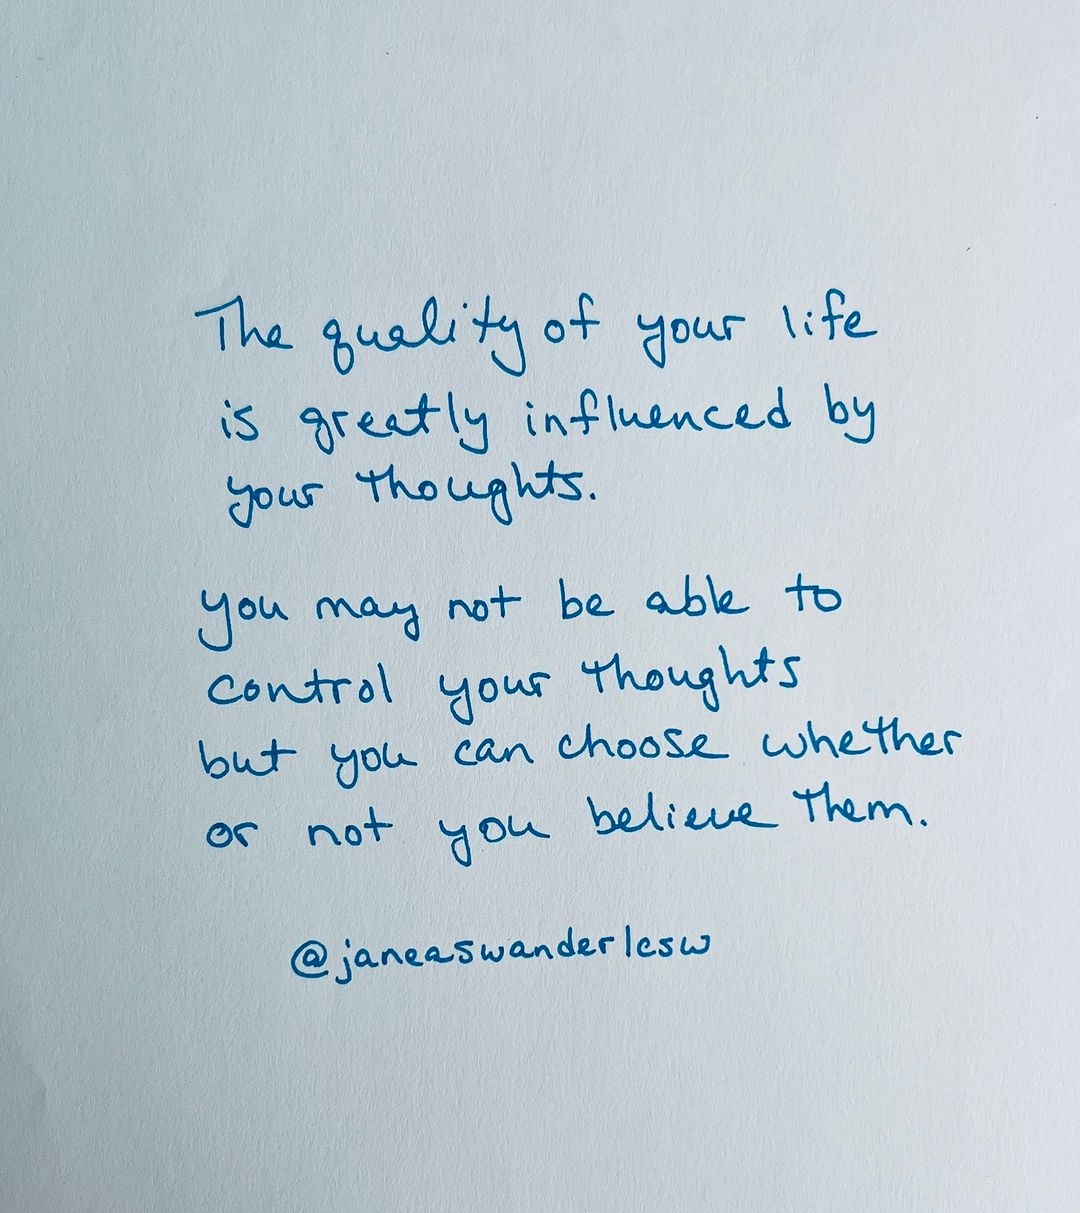 The quality of your life
is greatly influenced by
your thoughts.
you may not be able to
control your thoughts
but you can choose whether
or not you believe them.
@janeaswanderlcsw